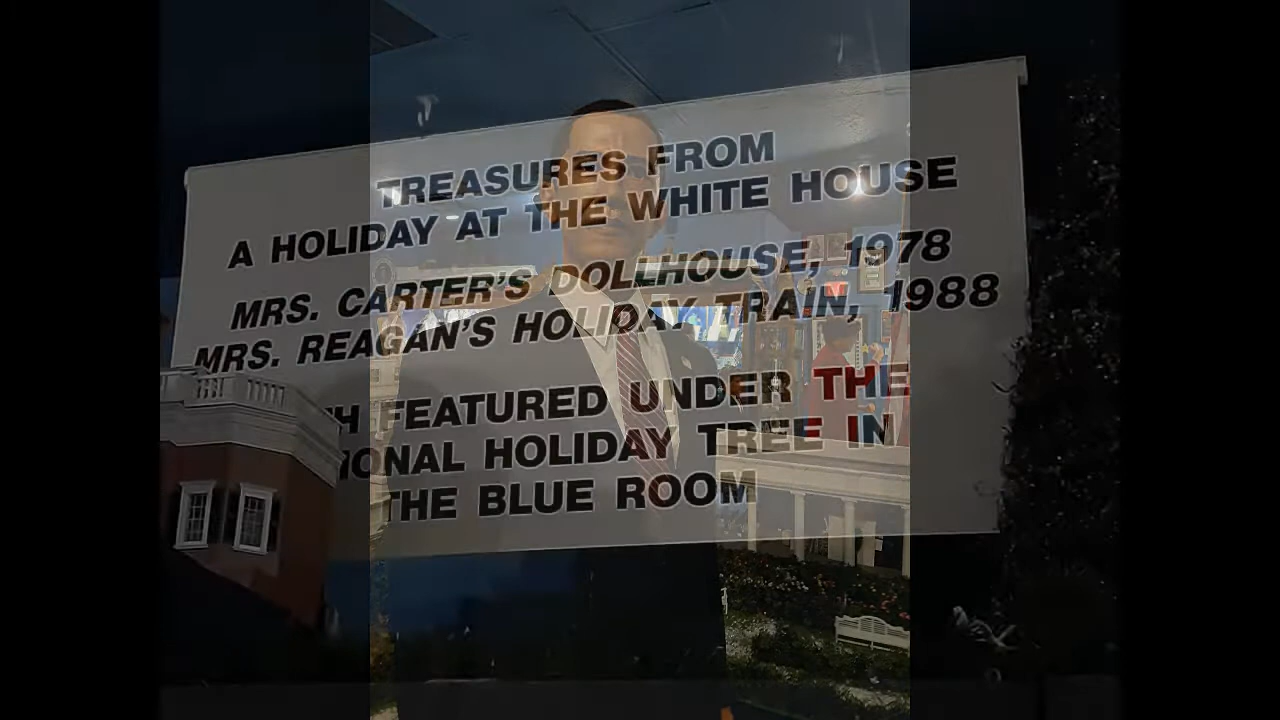 TREASURES FROM
A HOLIDAY AT THE WHITE HOUSE
MRS. CARTER'S DOLLHOUSE, 1978
MRS. REAGAN'S HOLIDAY TRAIN, 1988
FEATURED UNDER THE
HOLIDAY TREE IN
THE BLUE ROOM